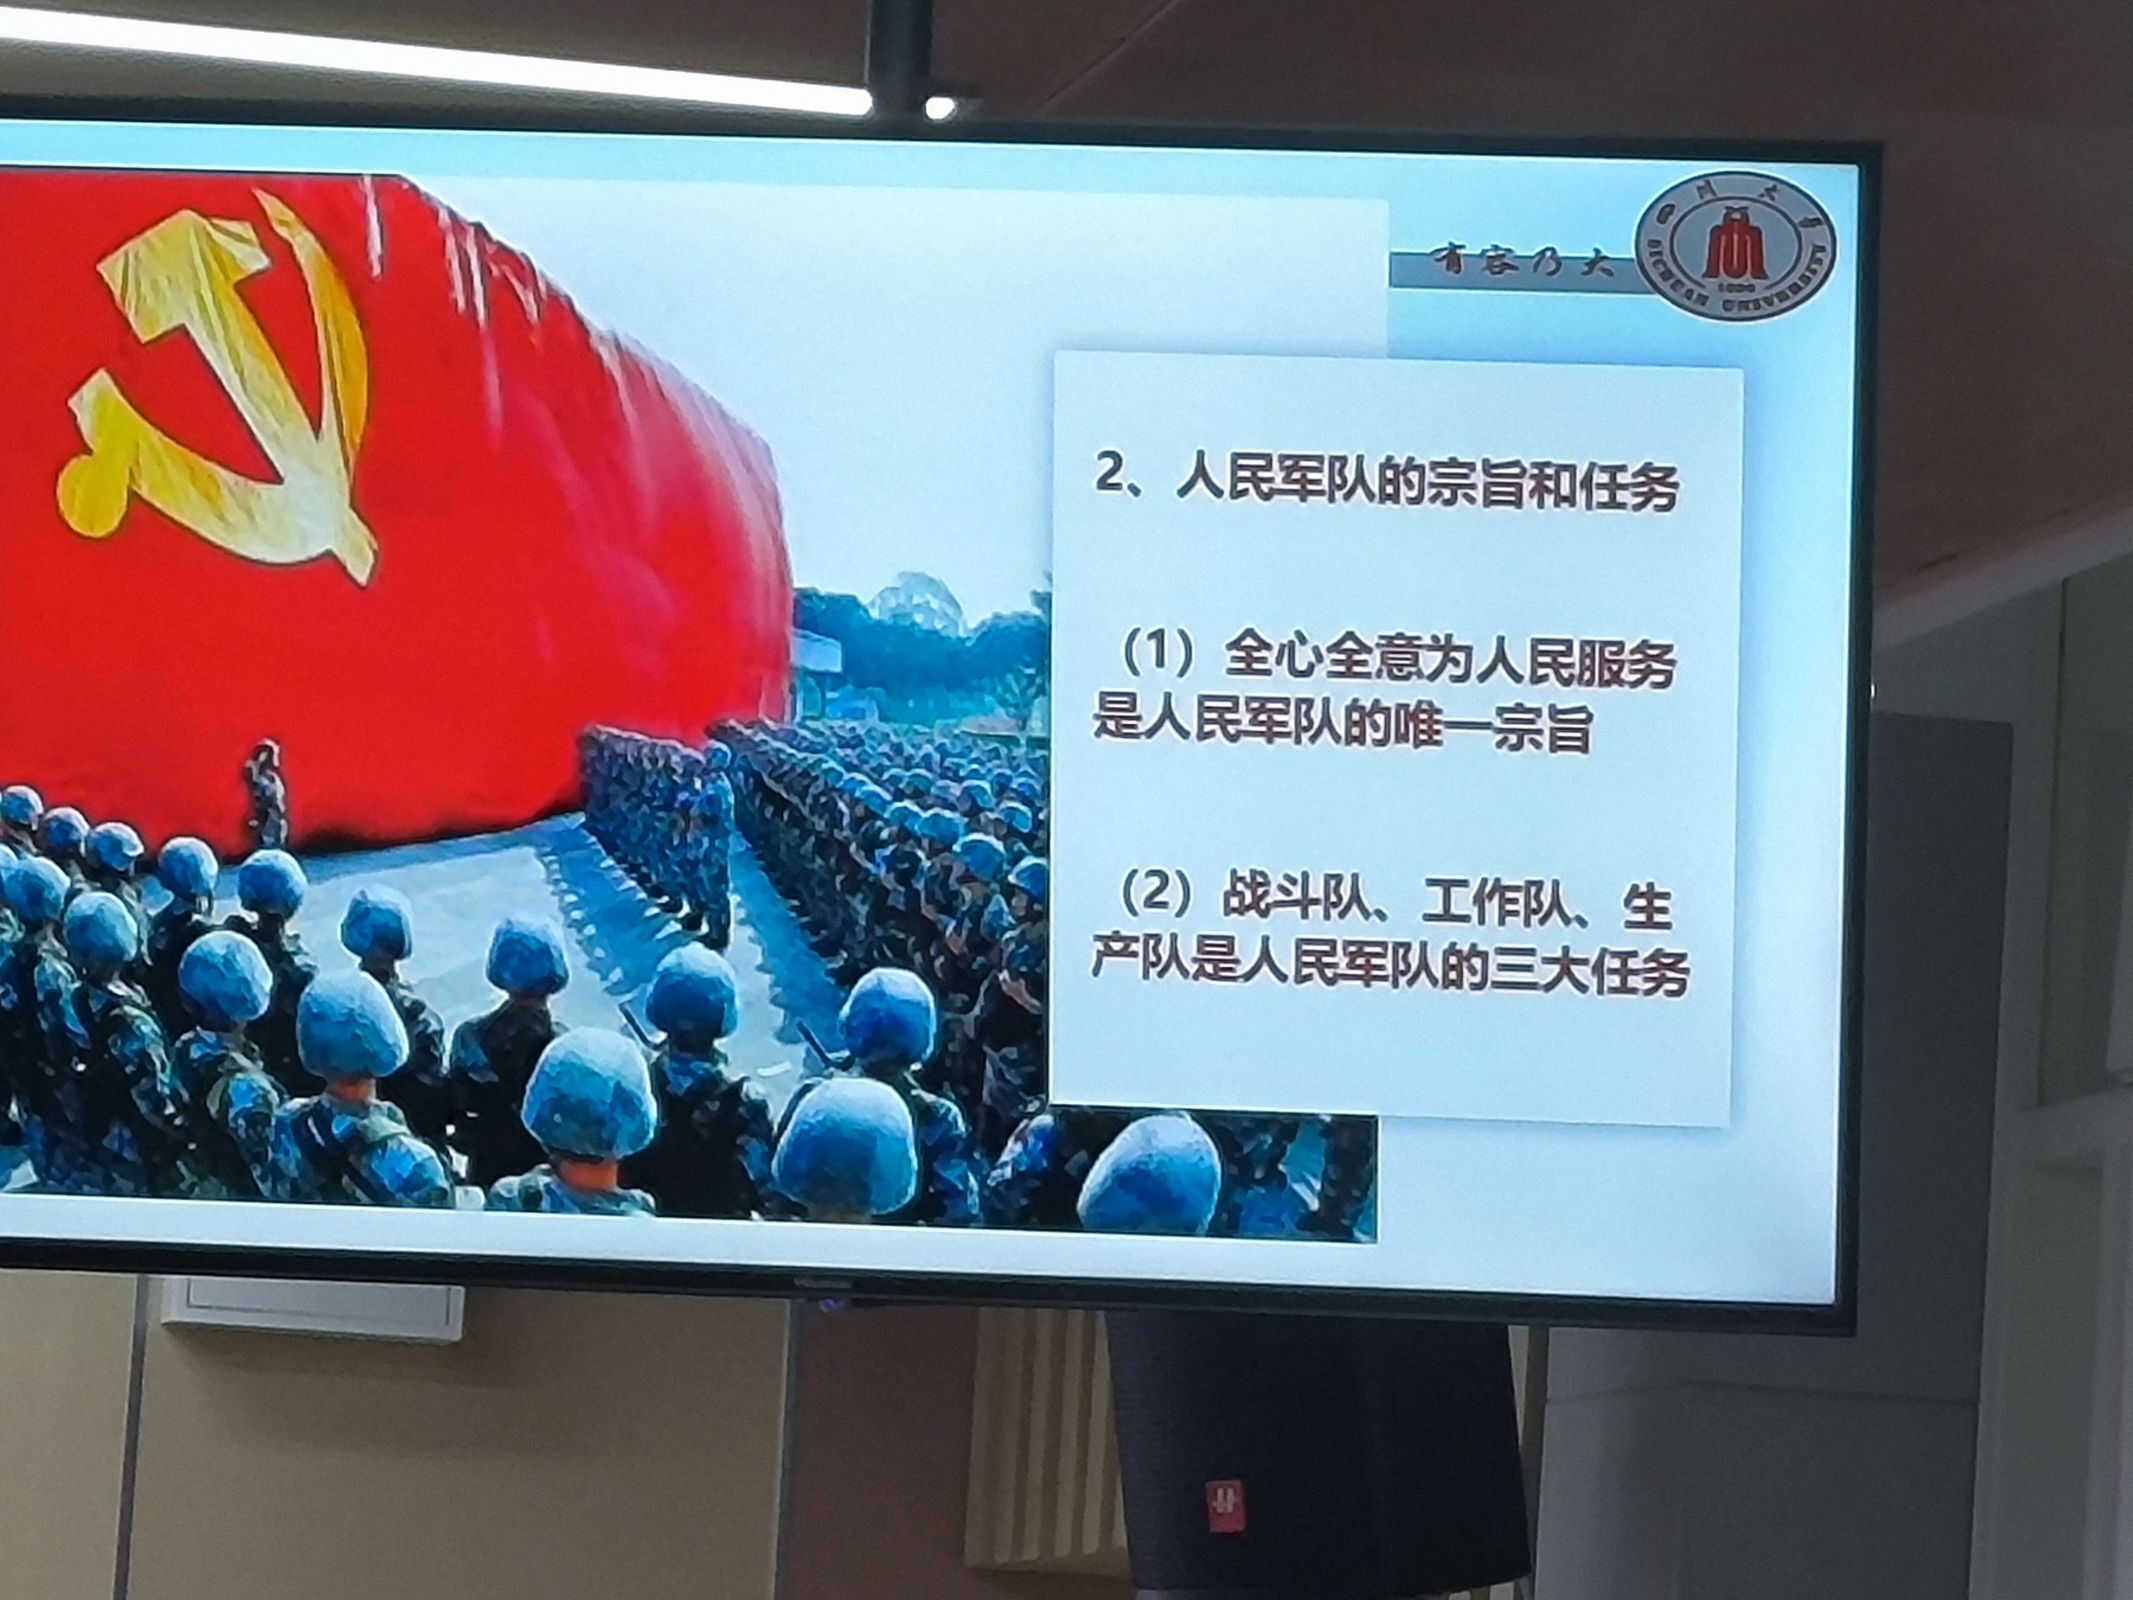 有容乃大
四川大学
SICHUAN UNIVERSITY
1896
2、人民军队的宗旨和任务
（1）全心全意为人民服务
是人民军队的唯一宗旨
（2）战斗队、工作队、生
产队是人民军队的三大任务